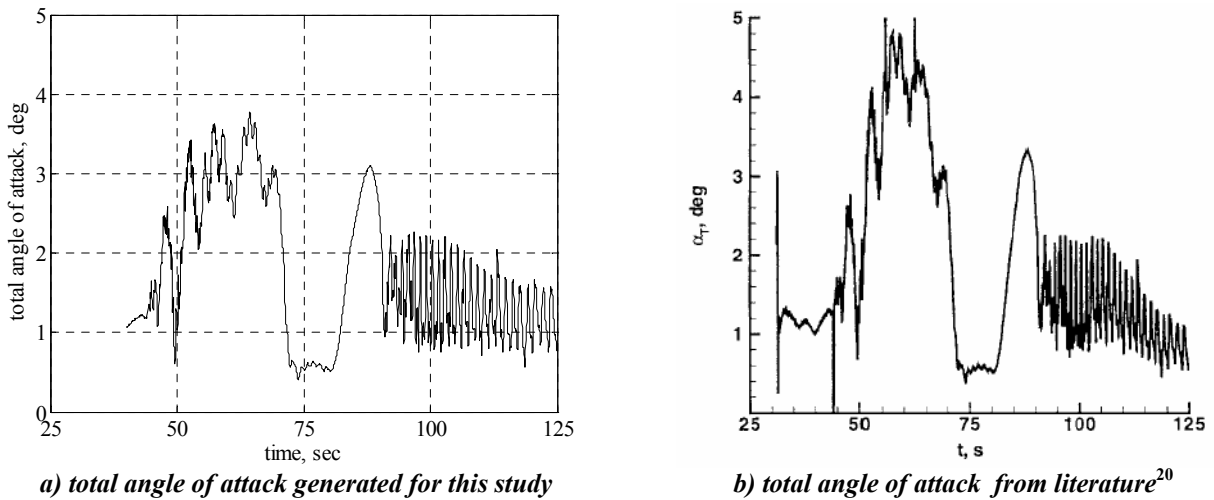 5
4
3
2
1
0
total angle of attack, deg
25 50 75 100 125
time, sec
a) total angle of attack generated for this study
5
4
3
2
1
αT, deg
25 50 75 100 125
t, s
b) total angle of attack from literature20